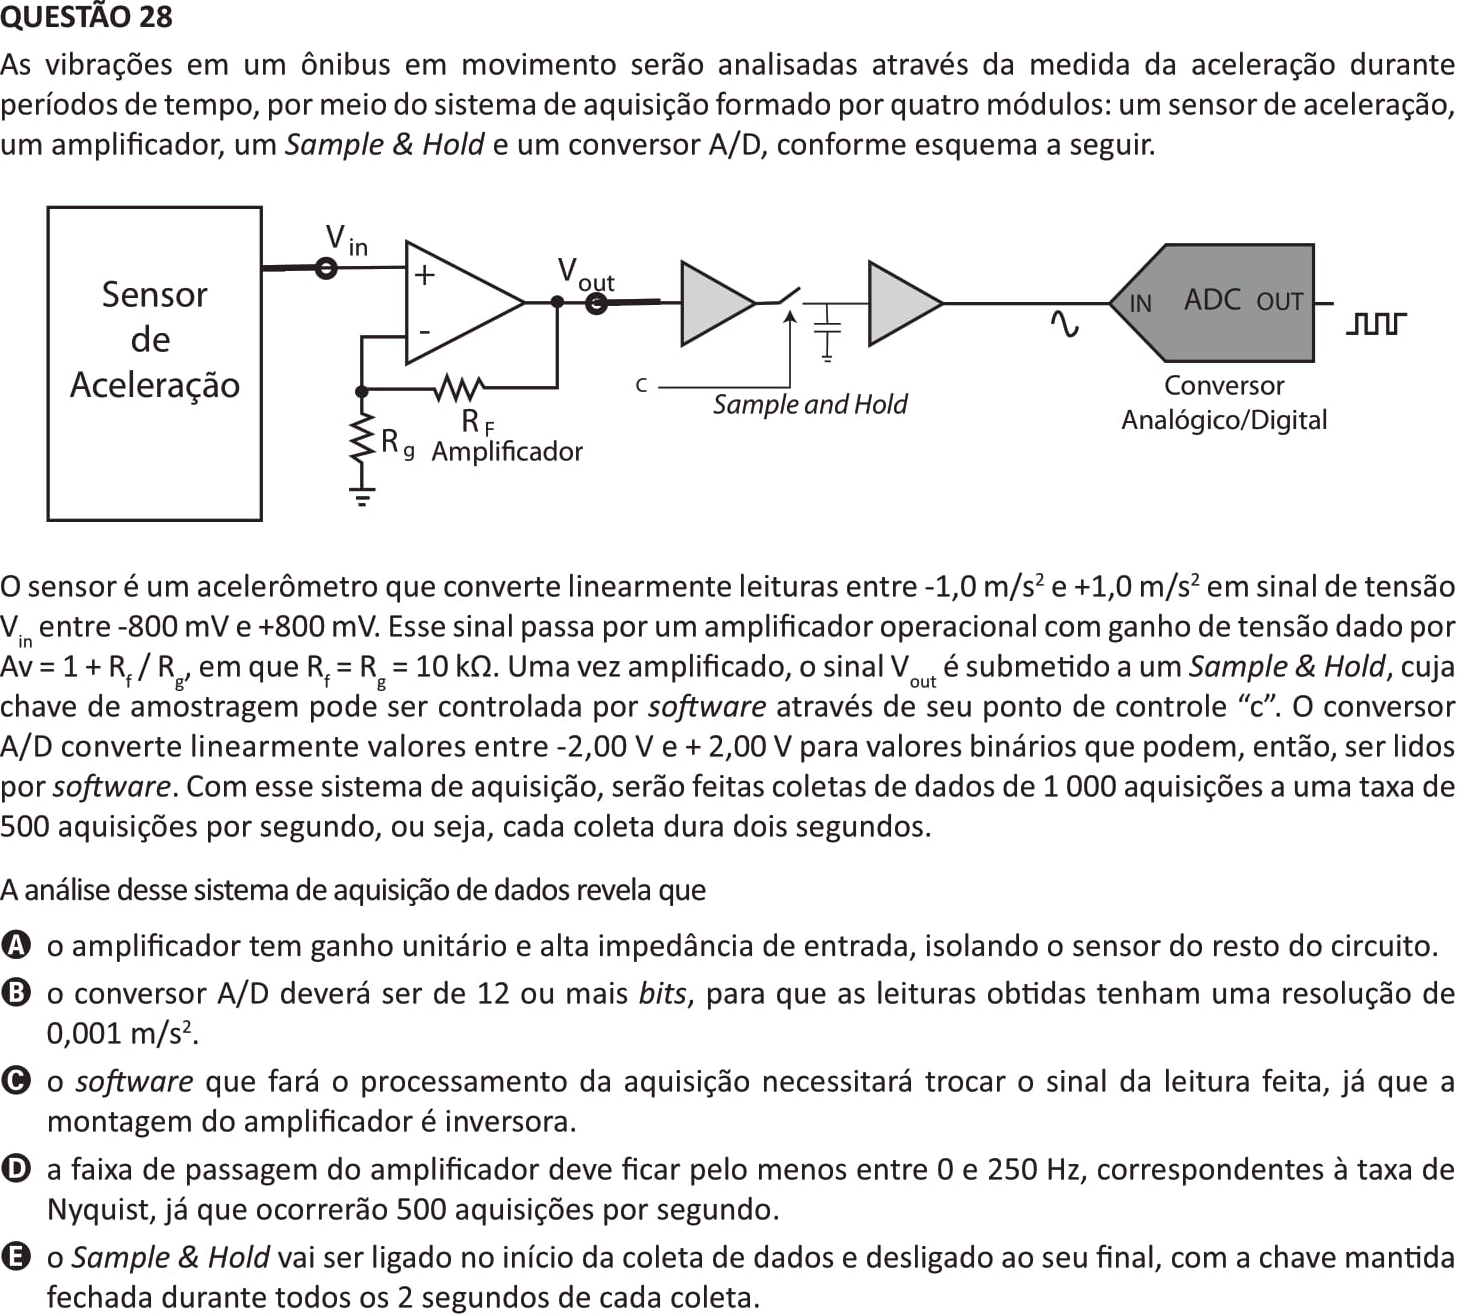 QUESTÃO 28
As vibrações em um ônibus em movimento serão analisadas através da medida da aceleração durante
períodos de tempo, por meio do sistema de aquisição formado por quatro módulos: um sensor de aceleração,
um amplificador, um Sample & Hold e um conversor A/D, conforme esquema a seguir.
Sensor
de
Aceleração
V in
+
-
V out
R F
R g
Amplificador
C
Sample and Hold
IN ADC OUT
Conversor
Analógico/Digital
O sensor é um acelerômetro que converte linearmente leituras entre -1,0 m/s² e +1,0 m/s² em sinal de tensão
V in entre -800 mV e +800 mV. Esse sinal passa por um amplificador operacional com ganho de tensão dado por
Av = 1 + R f / R g, em que R f = R g = 10 kΩ. Uma vez amplificado, o sinal V out é submetido a um Sample & Hold, cuja
chave de amostragem pode ser controlada por software através de seu ponto de controle “c”. O conversor
A/D converte linearmente valores entre -2,00 V e + 2,00 V para valores binários que podem, então, ser lidos
por software. Com esse sistema de aquisição, serão feitas coletas de dados de 1 000 aquisições a uma taxa de
500 aquisições por segundo, ou seja, cada coleta dura dois segundos.
A análise desse sistema de aquisição de dados revela que
A o amplificador tem ganho unitário e alta impedância de entrada, isolando o sensor do resto do circuito.
B o conversor A/D deverá ser de 12 ou mais bits, para que as leituras obtidas tenham uma resolução de
0,001 m/s².
C o software que fará o processamento da aquisição necessitará trocar o sinal da leitura feita, já que a
montagem do amplificador é inversora.
D a faixa de passagem do amplificador deve ficar pelo menos entre 0 e 250 Hz, correspondentes à taxa de
Nyquist, já que ocorrerão 500 aquisições por segundo.
E o Sample & Hold vai ser ligado no início da coleta de dados e desligado ao seu final, com a chave mantida
fechada durante todos os 2 segundos de cada coleta.